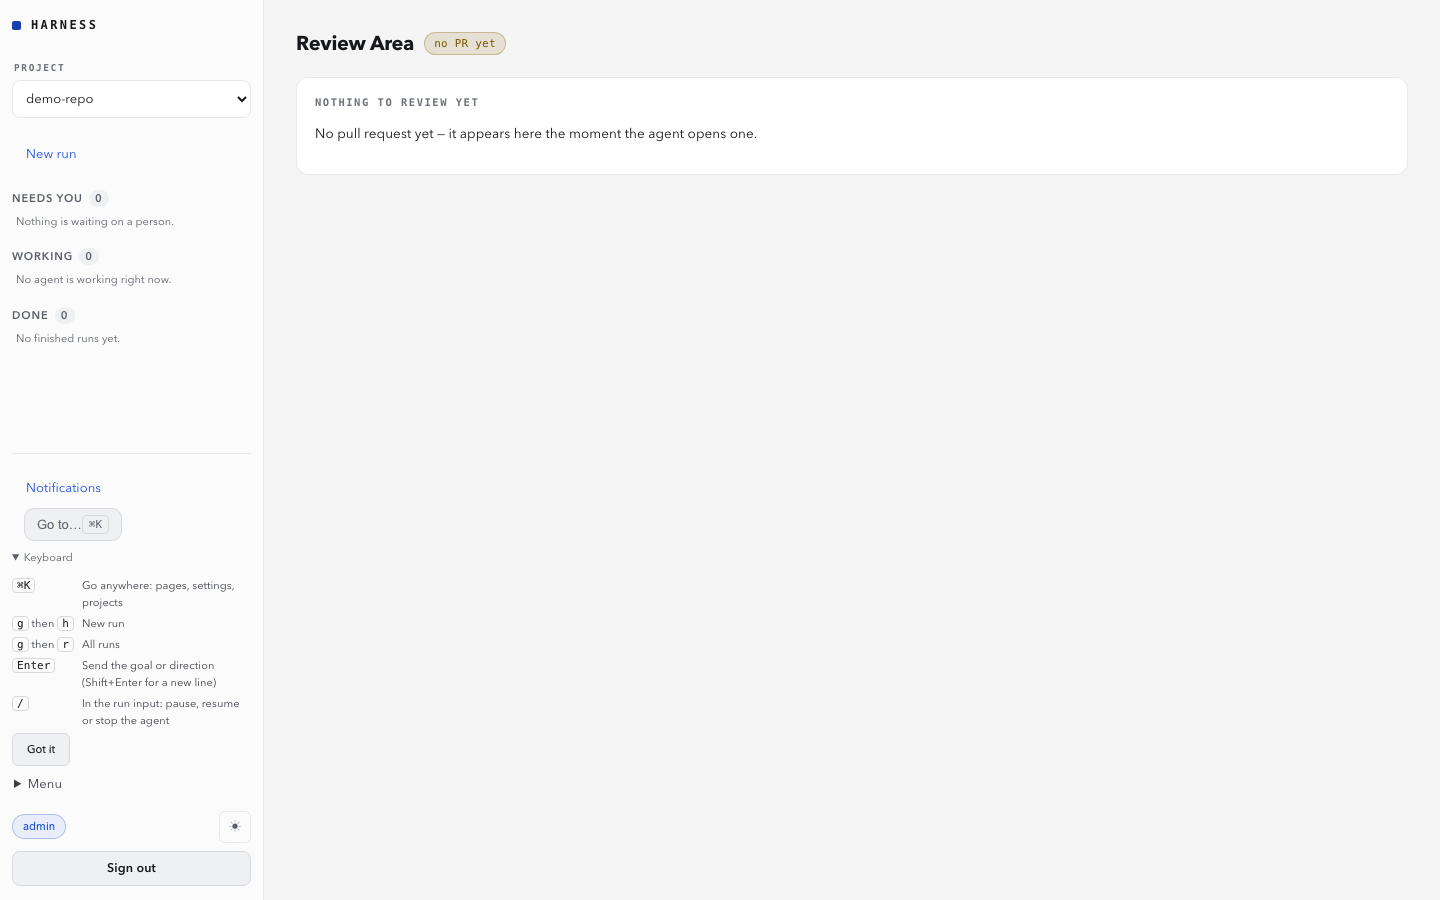 HARNESS
PROJECT
demo-repo
New run
NEEDS YOU 0
Nothing is waiting on a person.
WORKING 0
No agent is working right now.
DONE 0
No finished runs yet.
Notifications
Go to… ⌘K
Keyboard
⌘K Go anywhere: pages, settings,
projects
g then h New run
g then r All runs
Enter Send the goal or direction
(Shift+Enter for a new line)
/ In the run input: pause, resume
or stop the agent
Got it
Menu
admin
Sign out
Review Area no PR yet
NOTHING TO REVIEW YET
No pull request yet – it appears here the moment the agent opens one.